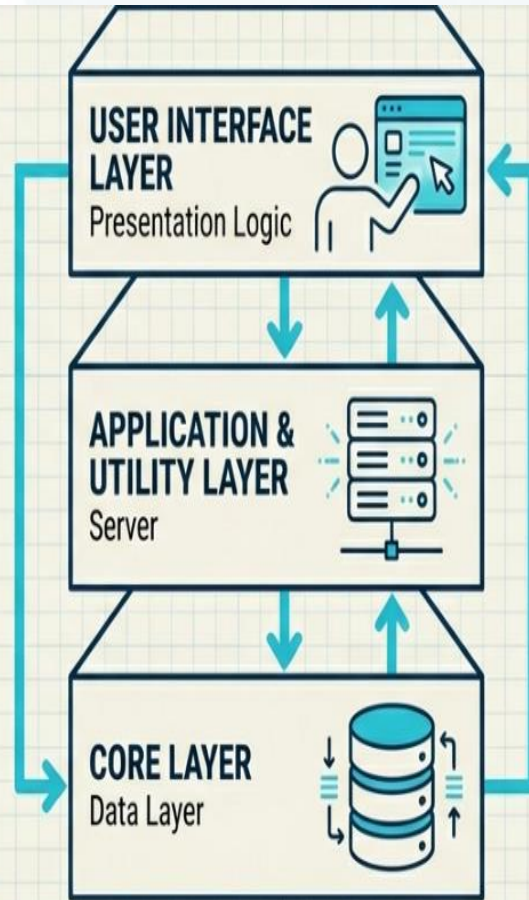 USER INTERFACE
LAYER
Presentation Logic
APPLICATION &
UTILITY LAYER
Server
CORE LAYER
Data Layer